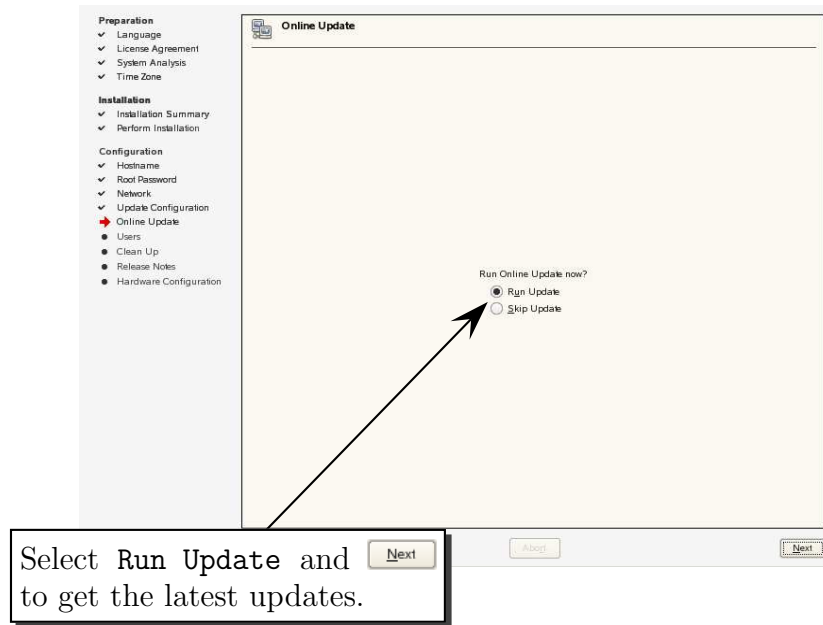 Preparation
Language
License Agreement
System Analysis
Time Zone
Installation
Installation Summary
Perform Installation
Configuration
Hostname
Root Password
Network
Update Configuration
Online Update
Users
Clean Up
Release Notes
Hardware Configuration
Online Update
Run Online Update now?
Run Update
Skip Update
Abort
Next
Select Run Update and Next
to get the latest updates.